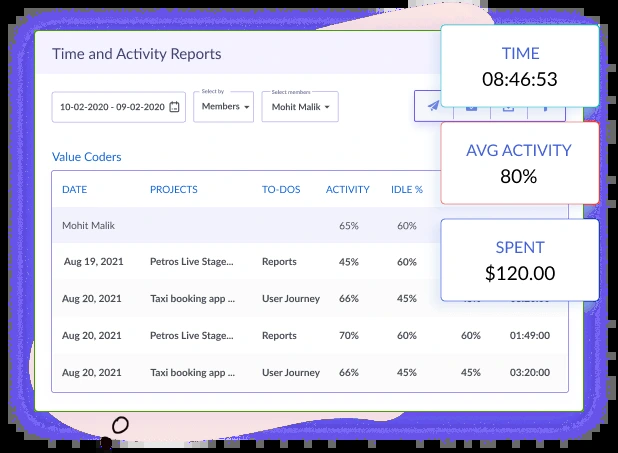 Time and Activity Reports
TIME
08:46:53
10-02-2020 - 09-02-2020
Select by
Members
Select members
Mohit Malik
AVG ACTIVITY
80%
Value Coders
DATE PROJECTS TO-DOS ACTIVITY IDLE %
Mohit Malik 65% 60%
SPENT
$120.00
Aug 19, 2021 Petros Live Stage... Reports 45% 60%
Aug 20, 2021 Taxi booking app ... User Journey 66% 45%
Aug 20, 2021 Petros Live Stage... Reports 70% 60% 60% 01:49:00
Aug 20, 2021 Taxi booking app ... User Journey 66% 45% 45% 03:20:00